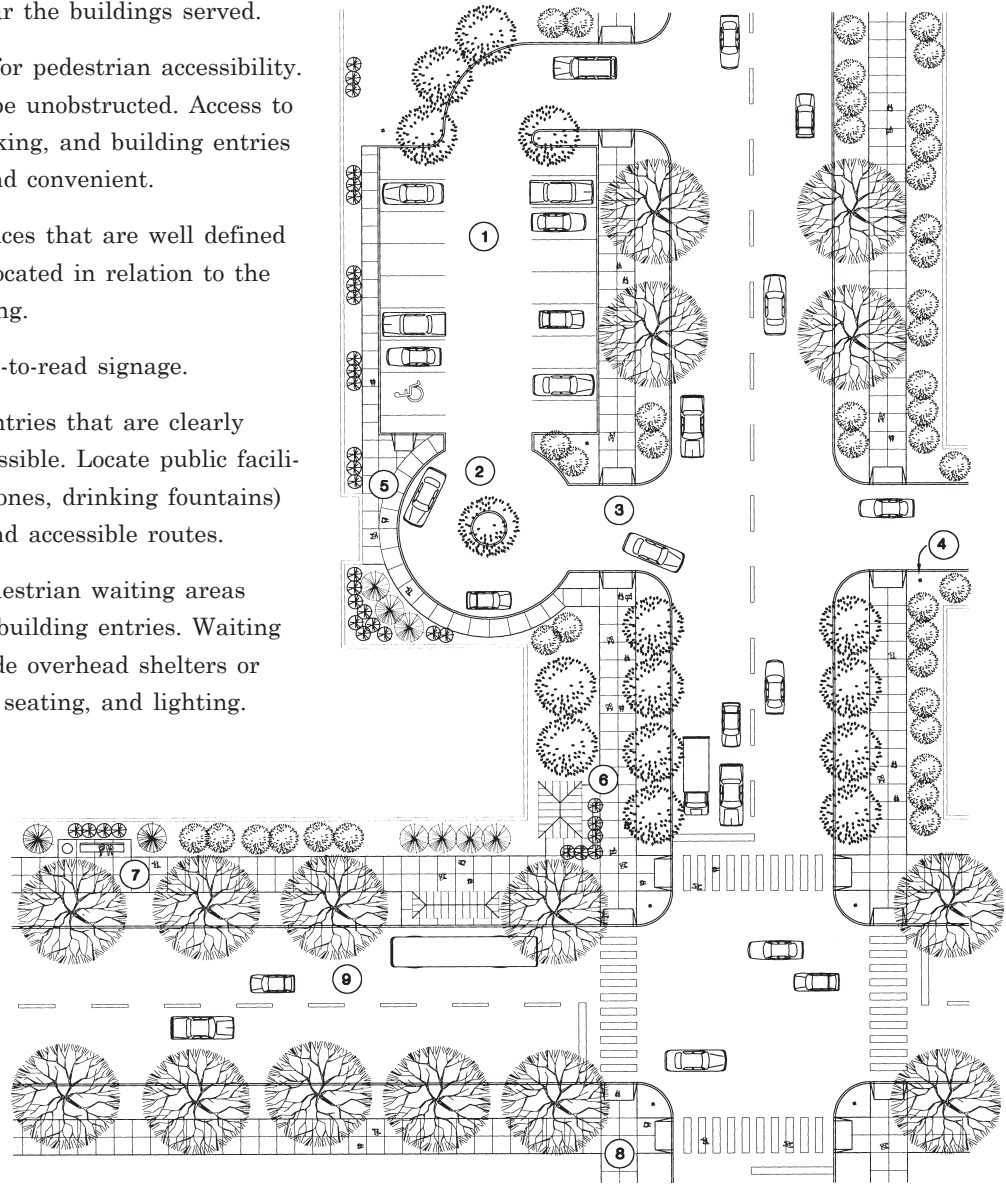 the buildings served.
for pedestrian accessibility.
be unobstructed. Access to
king, and building entries
nd convenient.
ces that are well defined
ocated in relation to the
ng.
-to-read signage.
ntries that are clearly
ssible. Locate public facili-
ones, drinking fountains)
nd accessible routes.
destrian waiting areas
building entries. Waiting
de overhead shelters or
seating, and lighting.
1
2
3
4
5
6
7
8
9